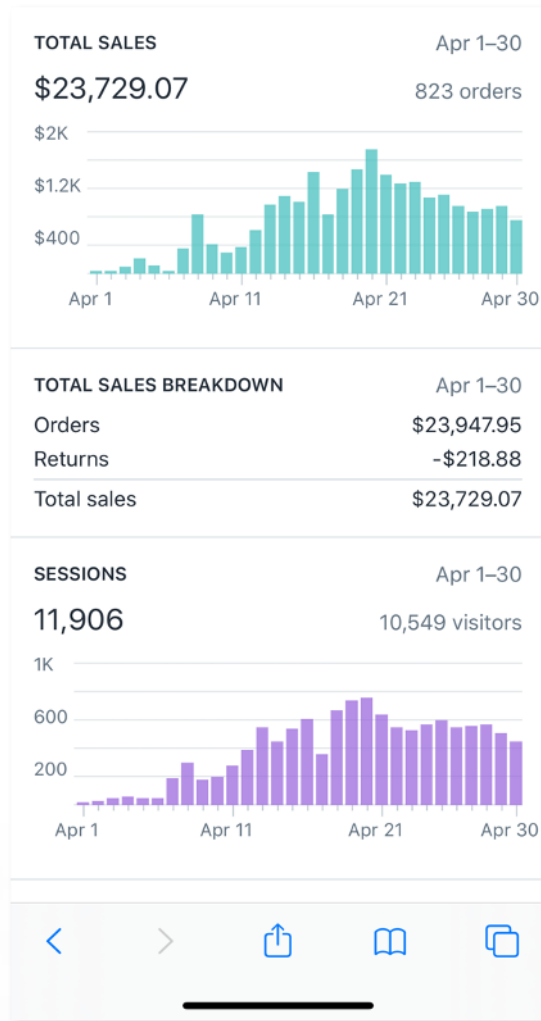 TOTAL SALES Apr 1–30
$23,729.07 823 orders
$2K
$1.2K
$400
Apr 1 Apr 11 Apr 21 Apr 30
TOTAL SALES BREAKDOWN Apr 1–30
Orders $23,947.95
Returns -$218.88
Total sales $23,729.07
SESSIONS Apr 1–30
11,906 10,549 visitors
1K
600
200
Apr 1 Apr 11 Apr 21 Apr 30